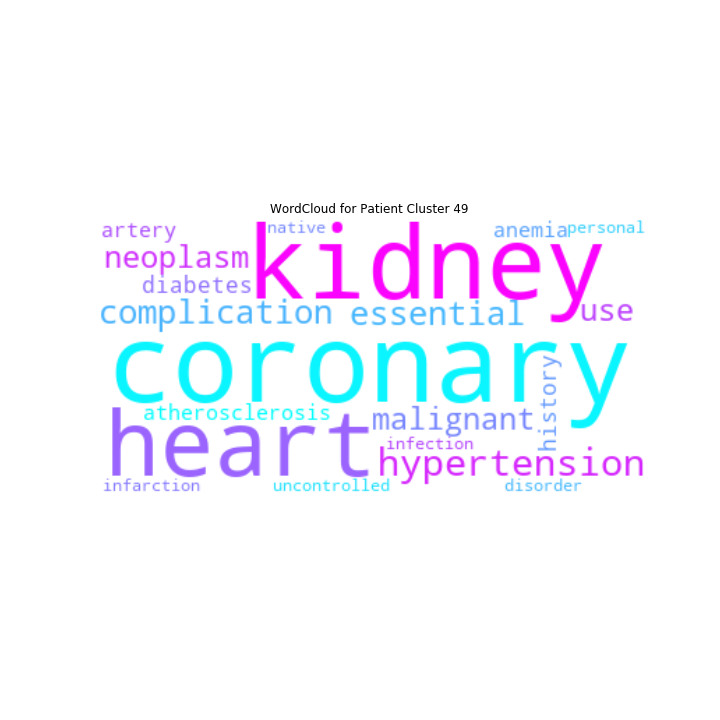 WordCloud for Patient Cluster 49
artery
native
kidney
anemia
personal
neoplasm
diabetes
complication
essential
use
coronary
atherosclerosis
malignant
history
heart
infection
hypertension
infarction
uncontrolled
disorder